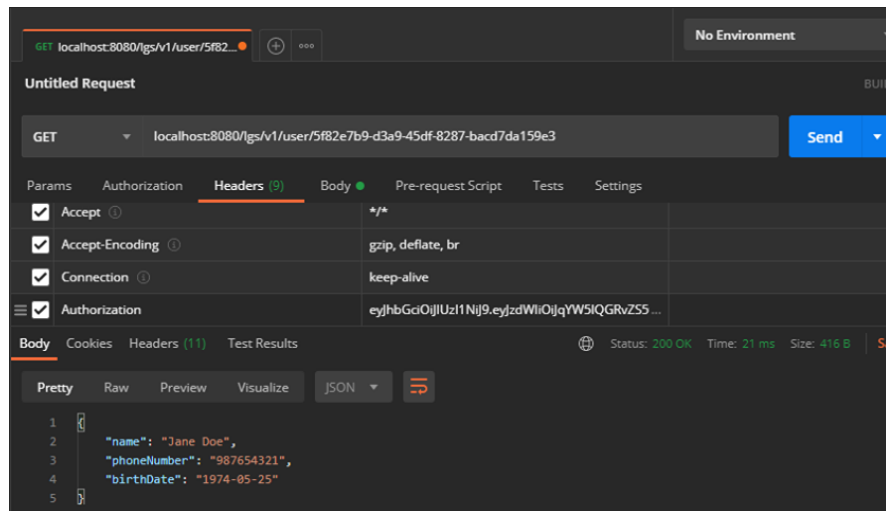 GET localhost:8080/lgs/v1/user/5f82...
No Environment
Untitled Request
BUI
GET localhost:8080/lgs/v1/user/5f82e7b9-d3a9-45df-8287-bacd7da159e3 Send
Params Authorization Headers (9) Body Pre-request Script Tests Settings
Accept */*
Accept-Encoding gzip, deflate, br
Connection keep-alive
Authorization eyJhbGciOiJIUzI1NiJ9.eyJzdWIiOiJqYW5lQGRvZS5...
Body Cookies Headers (11) Test Results Status: 200 OK Time: 21 ms Size: 416 B Sa
Pretty Raw Preview Visualize JSON
1 {
2 "name": "Jane Doe",
3 "phoneNumber": "987654321",
4 "birthDate": "1974-05-25"
5 }